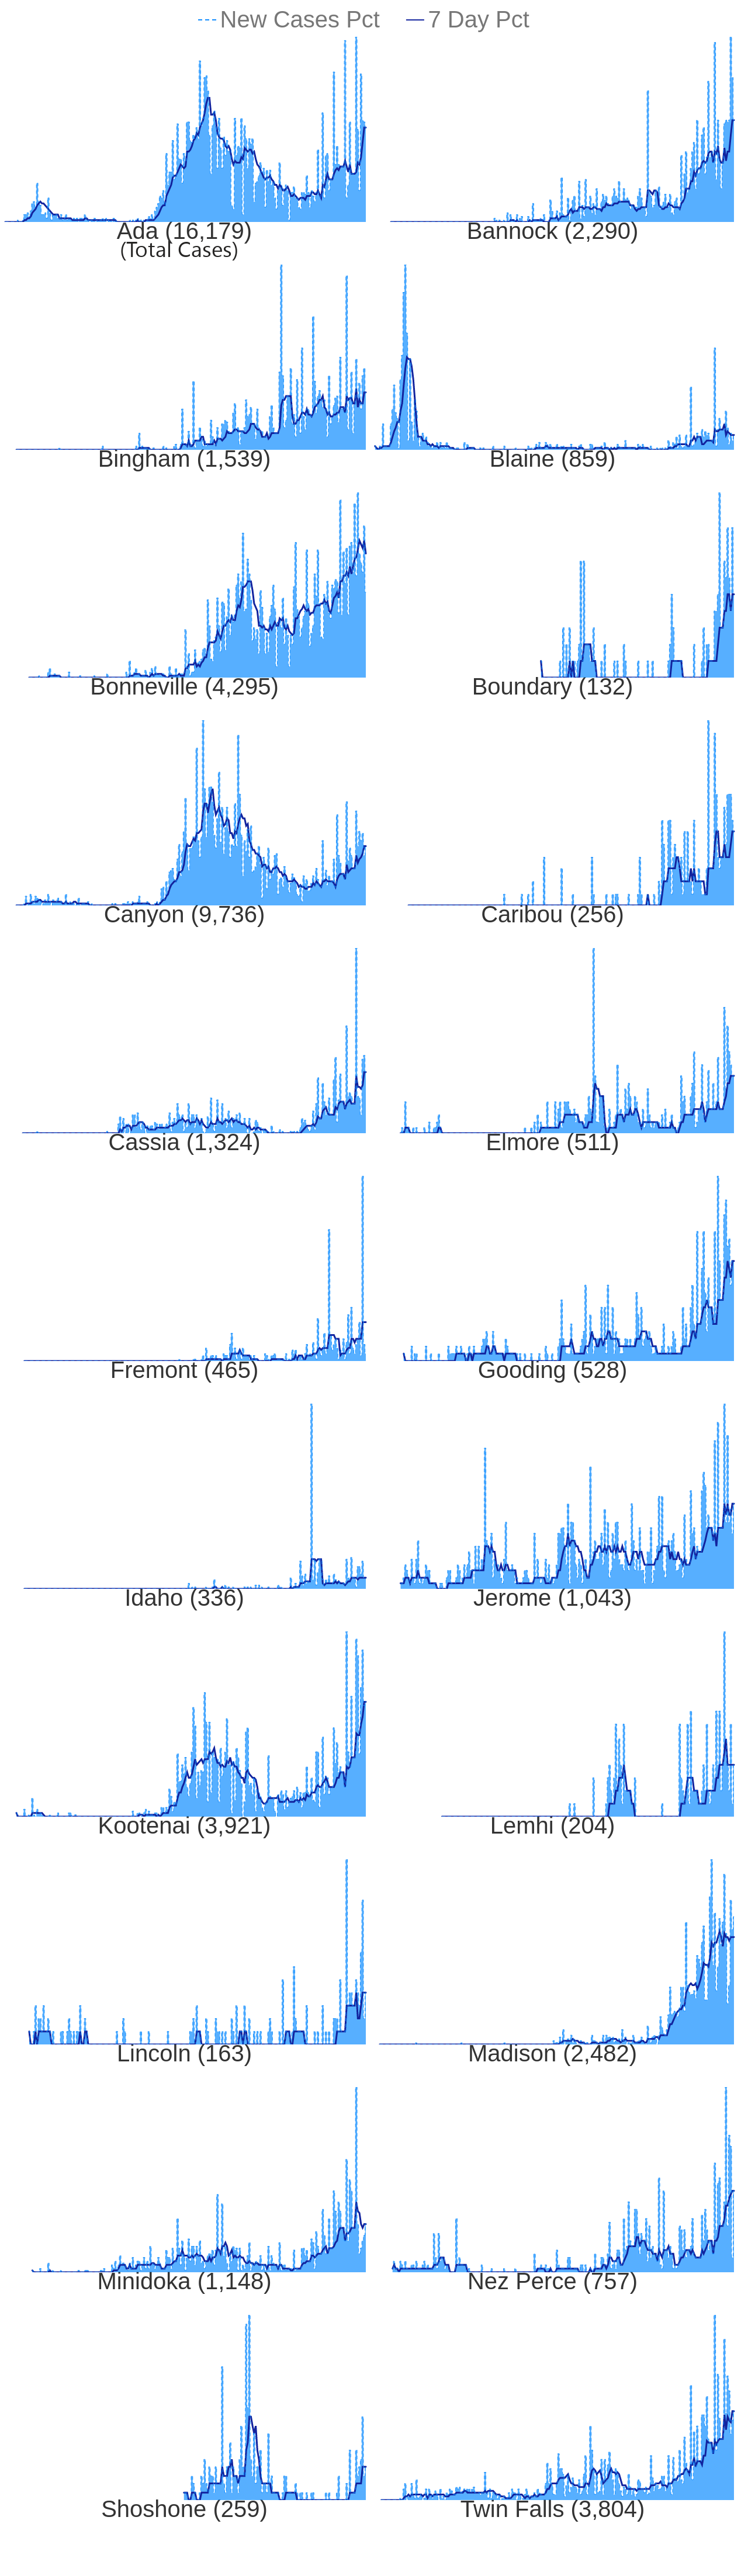 New Cases Pct 7 Day Pct
Ada (16,179) Bannock (2,290)
(Total Cases)
Bingham (1,539) Blaine (859)
Bonneville (4,295) Boundary (132)
Canyon (9,736) Caribou (256)
Cassia (1,324) Elmore (511)
Fremont (465) Gooding (528)
Idaho (336) Jerome (1,043)
Kootenai (3,921) Lemhi (204)
Lincoln (163) Madison (2,482)
Minidoka (1,148) Nez Perce (757)
Shoshone (259) Twin Falls (3,804)